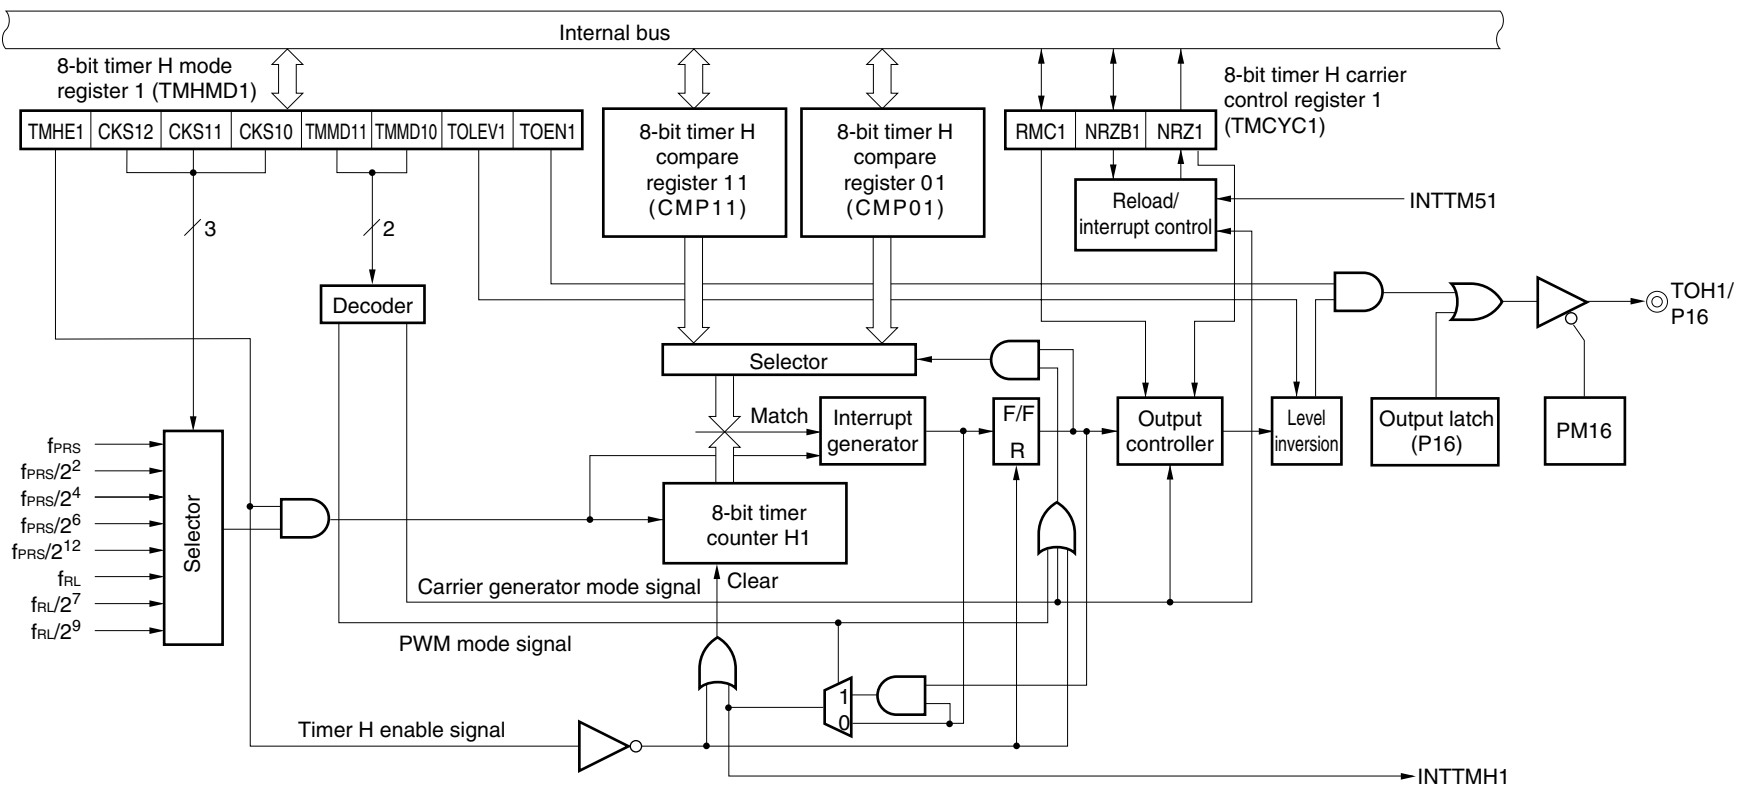 Internal bus
8-bit timer H mode
register 1 (TMHMD1)
8-bit timer H carrier
control register 1
(TMCYC1)
TMHE1 CKS12 CKS11 CKS10 TMMD11 TMMD10 TOLEV1 TOEN1
8-bit timer H
compare
register 11
(CMP11)
8-bit timer H
compare
register 01
(CMP01)
RMC1 NRZB1 NRZ1
Reload/
interrupt control
INTTM51
3
2
Decoder
TOH1/
P16
Selector
Match
Interrupt
generator
F/F
R
Output
controller
Level
inversion
Output latch
(P16)
PM16
fPRS
fPRS/2²
fPRS/2⁴
fPRS/2⁶
fPRS/2¹²
fRL
fRL/2⁷
fRL/2⁹
Selector
8-bit timer
counter H1
Carrier generator mode signal
Clear
PWM mode signal
1
0
Timer H enable signal
INTTMH1